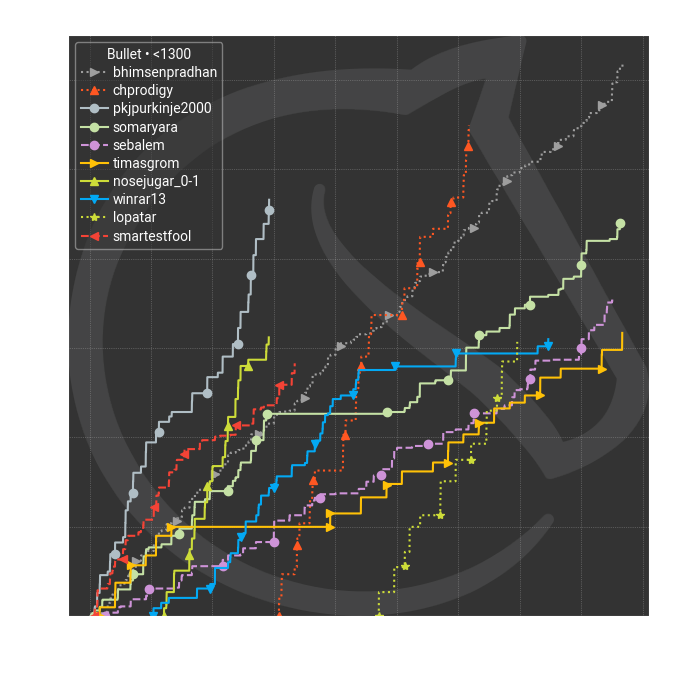 Bullet • <1300
bhimsenpradhan
chprodigy
pkjpurkinje2000
somaryara
sebalem
timasgrom
nosejugar_0-1
winrar13
lopatar
smartestfool